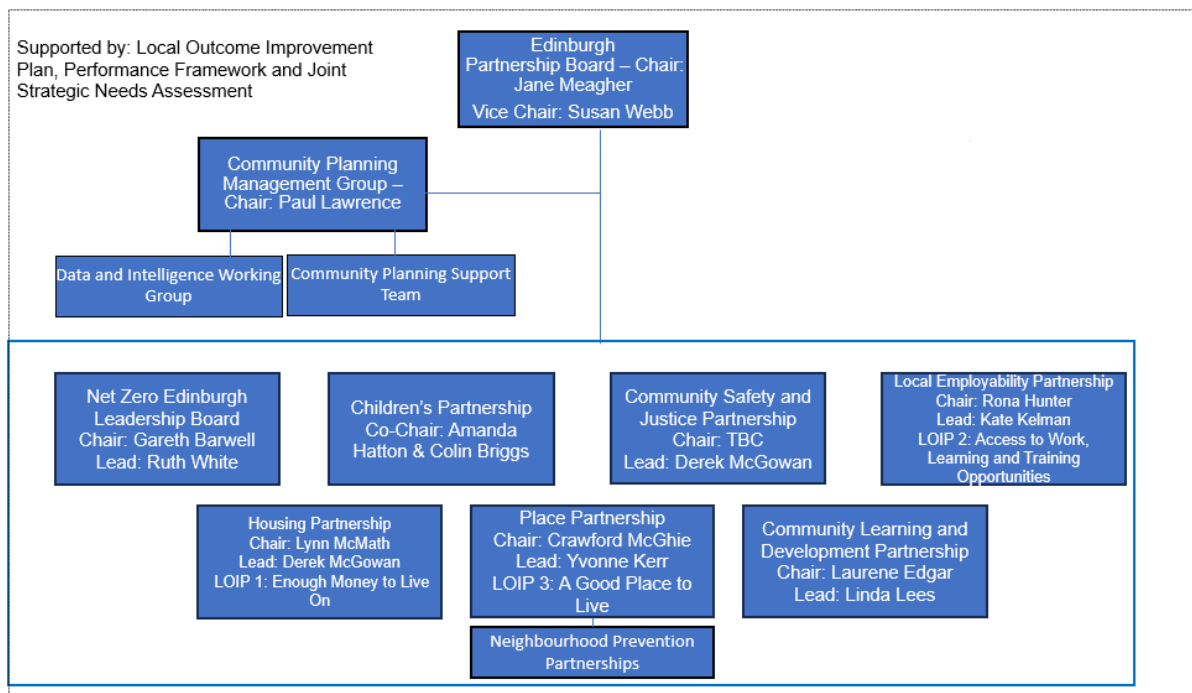 Supported by: Local Outcome Improvement
Plan, Performance Framework and Joint
Strategic Needs Assessment
Edinburgh
Partnership Board – Chair:
Jane Meagher
Vice Chair: Susan Webb
Community Planning
Management Group –
Chair: Paul Lawrence
Data and Intelligence Working
Group
Community Planning Support
Team
Net Zero Edinburgh
Leadership Board
Chair: Gareth Barwell
Lead: Ruth White
Children's Partnership
Co-Chair: Amanda
Hatton & Colin Briggs
Community Safety and
Justice Partnership
Chair: TBC
Lead: Derek McGowan
Local Employability Partnership
Chair: Rona Hunter
Lead: Kate Kelman
LOIP 2: Access to Work,
Learning and Training
Opportunities
Housing Partnership
Chair: Lynn McMath
Lead: Derek McGowan
LOIP 1: Enough Money to Live
On
Place Partnership
Chair: Crawford McGhie
Lead: Yvonne Kerr
LOIP 3: A Good Place to
Live
Community Learning and
Development Partnership
Chair: Laurene Edgar
Lead: Linda Lees
Neighbourhood Prevention
Partnerships